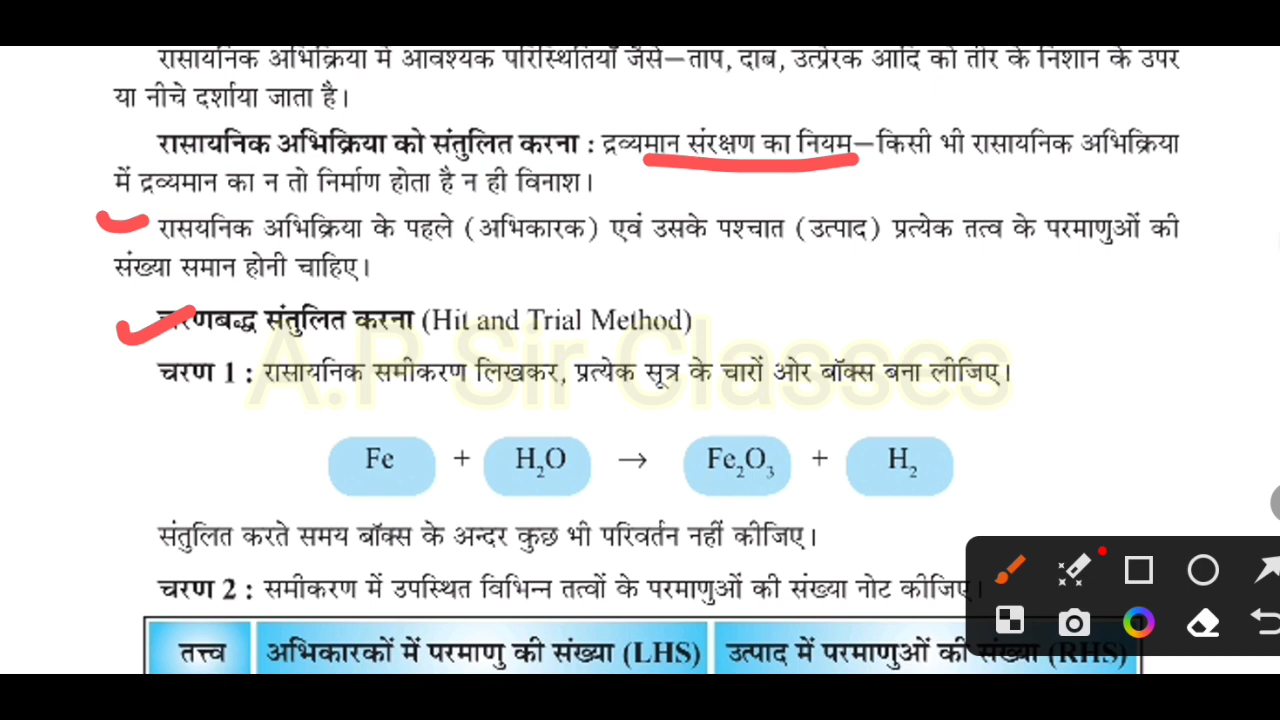 रासायनिक अभिक्रिया में आवश्यक परिस्थितियाँ जैसे—ताप, दाब, उत्प्रेरक आदि को तीर के निशान के उपर
या नीचे दर्शाया जाता है।
रासायनिक अभिक्रिया को संतुलित करना : द्रव्यमान संरक्षण का नियम—किसी भी रासायनिक अभिक्रिया
में द्रव्यमान का न तो निर्माण होता है न ही विनाश।
रासयनिक अभिक्रिया के पहले (अभिकारक) एवं उसके पश्चात (उत्पाद) प्रत्येक तत्व के परमाणुओं की
संख्या समान होनी चाहिए।
चरणबद्ध संतुलित करना (Hit and Trial Method)
A.P Sir Classes
चरण 1 : रासायनिक समीकरण लिखकर, प्रत्येक सूत्र के चारों ओर बॉक्स बना लीजिए।
Fe + H₂O → Fe₂O₃ + H₂
संतुलित करते समय बॉक्स के अन्दर कुछ भी परिवर्तन नहीं कीजिए।
चरण 2 : समीकरण में उपस्थित विभिन्न तत्वों के परमाणुओं की संख्या नोट कीजिए।
तत्त्व अभिकारकों में परमाणु की संख्या (LHS) उत्पाद में परमाणुओं की संख्या (RHS)